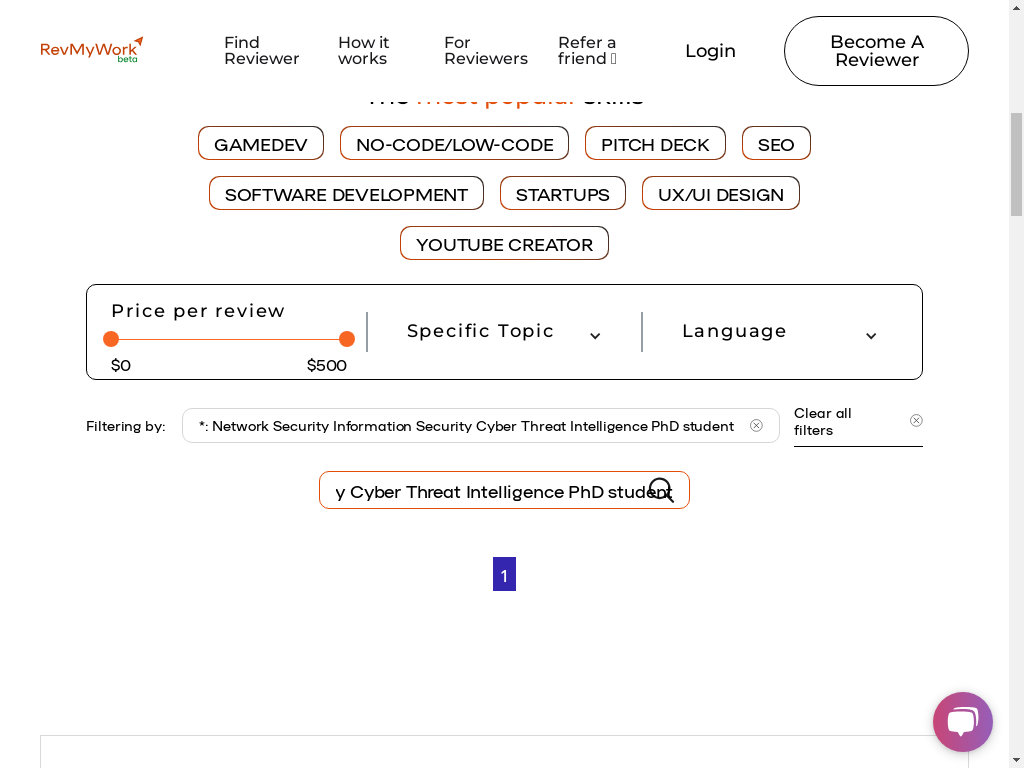 RevMyWork
beta
Find
Reviewer
How it
works
For
Reviewers
Refer a
friend
Login
Become A
Reviewer
The most popular skills
GAMEDEV
NO-CODE/LOW-CODE
PITCH DECK
SEO
SOFTWARE DEVELOPMENT
STARTUPS
UX/UI DESIGN
YOUTUBE CREATOR
Price per review
$0
$500
Specific Topic
Language
Filtering by:
*: Network Security Information Security Cyber Threat Intelligence PhD student
Clear all
filters
y Cyber Threat Intelligence PhD student
1